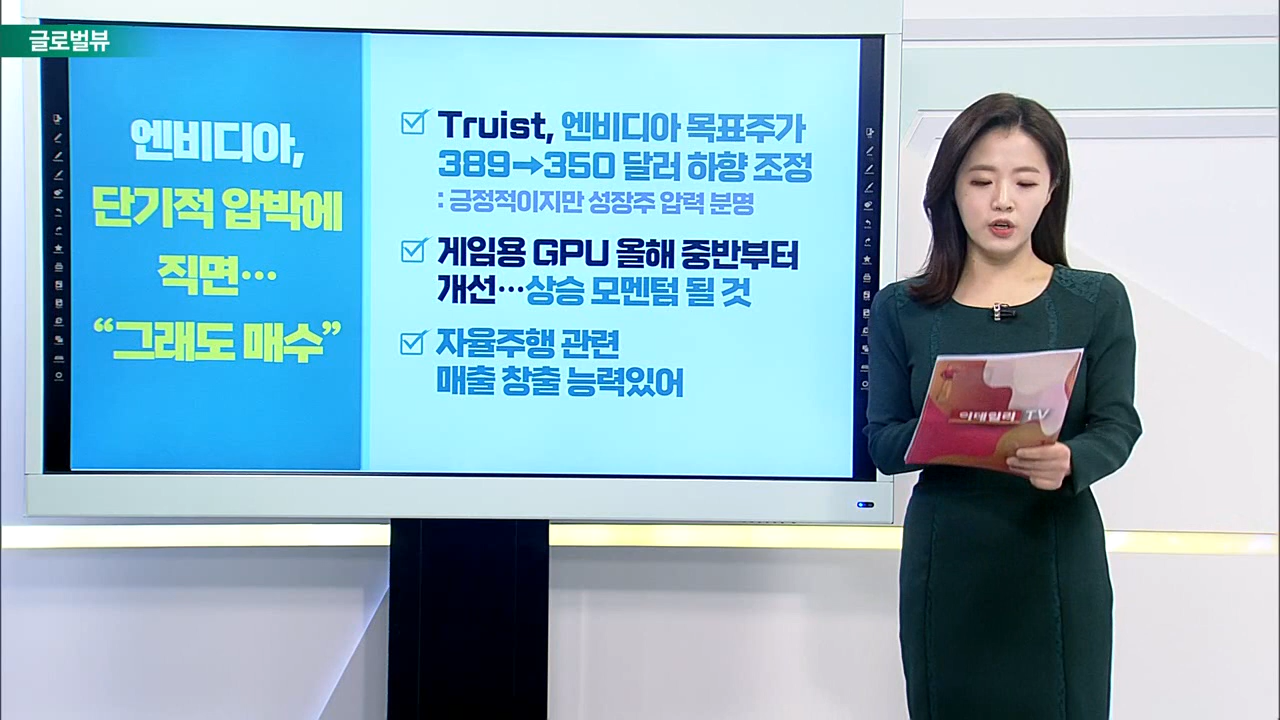 글로벌뷰
엔비디아,
단기적 압박에
직면…
“그래도 매수”
Truist, 엔비디아 목표주가
389→350 달러 하향 조정
: 긍정적이지만 성장주 압력 분명
게임용 GPU 올해 중반부터
개선…상승 모멘텀 될 것
자율주행 관련
매출 창출 능력있어
이데일리 TV